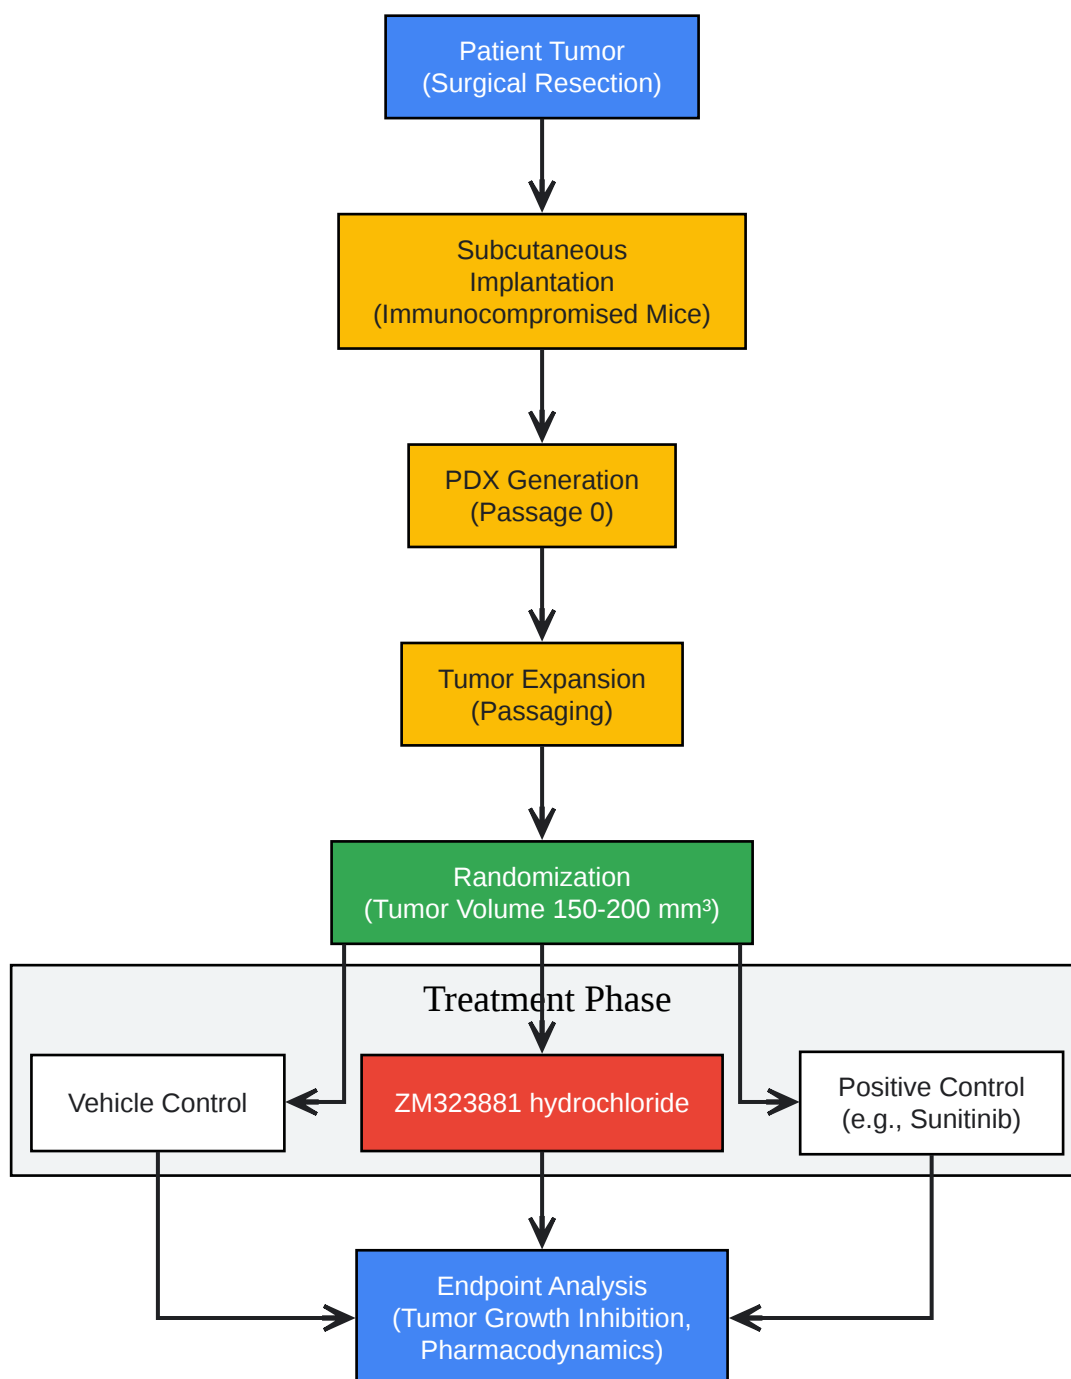 Patient Tumor
(Surgical Resection)
Subcutaneous
Implantation
(Immunocompromised Mice)
PDX Generation
(Passage 0)
Tumor Expansion
(Passaging)
Randomization
(Tumor Volume 150-200 mm³)
Treatment Phase
Vehicle Control
ZM323881 hydrochloride
Positive Control
(e.g., Sunitinib)
Endpoint Analysis
(Tumor Growth Inhibition,
Pharmacodynamics)